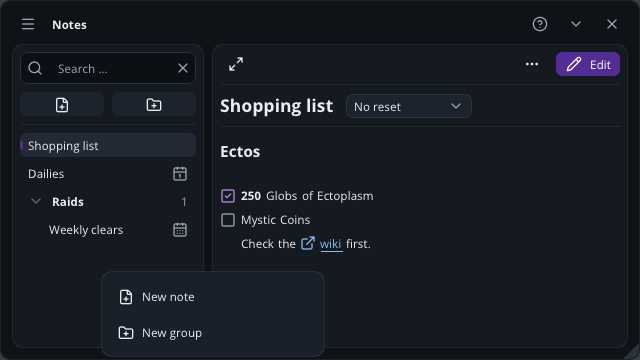 Notes
Search ...
Shopping list
Dailies
Raids 1
Weekly clears
Edit
Shopping list No reset
Ectos
250 Globs of Ectoplasm
Mystic Coins
Check the wiki first.
New note
New group